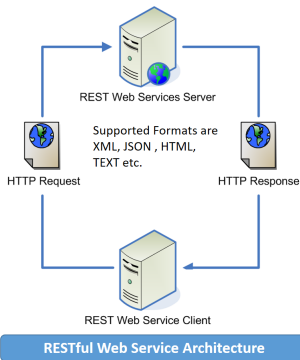 REST Web Services Server
Supported Formats are
XML, JSON , HTML,
TEXT etc.
HTTP Request
HTTP Response
REST Web Service Client
RESTful Web Service Architecture